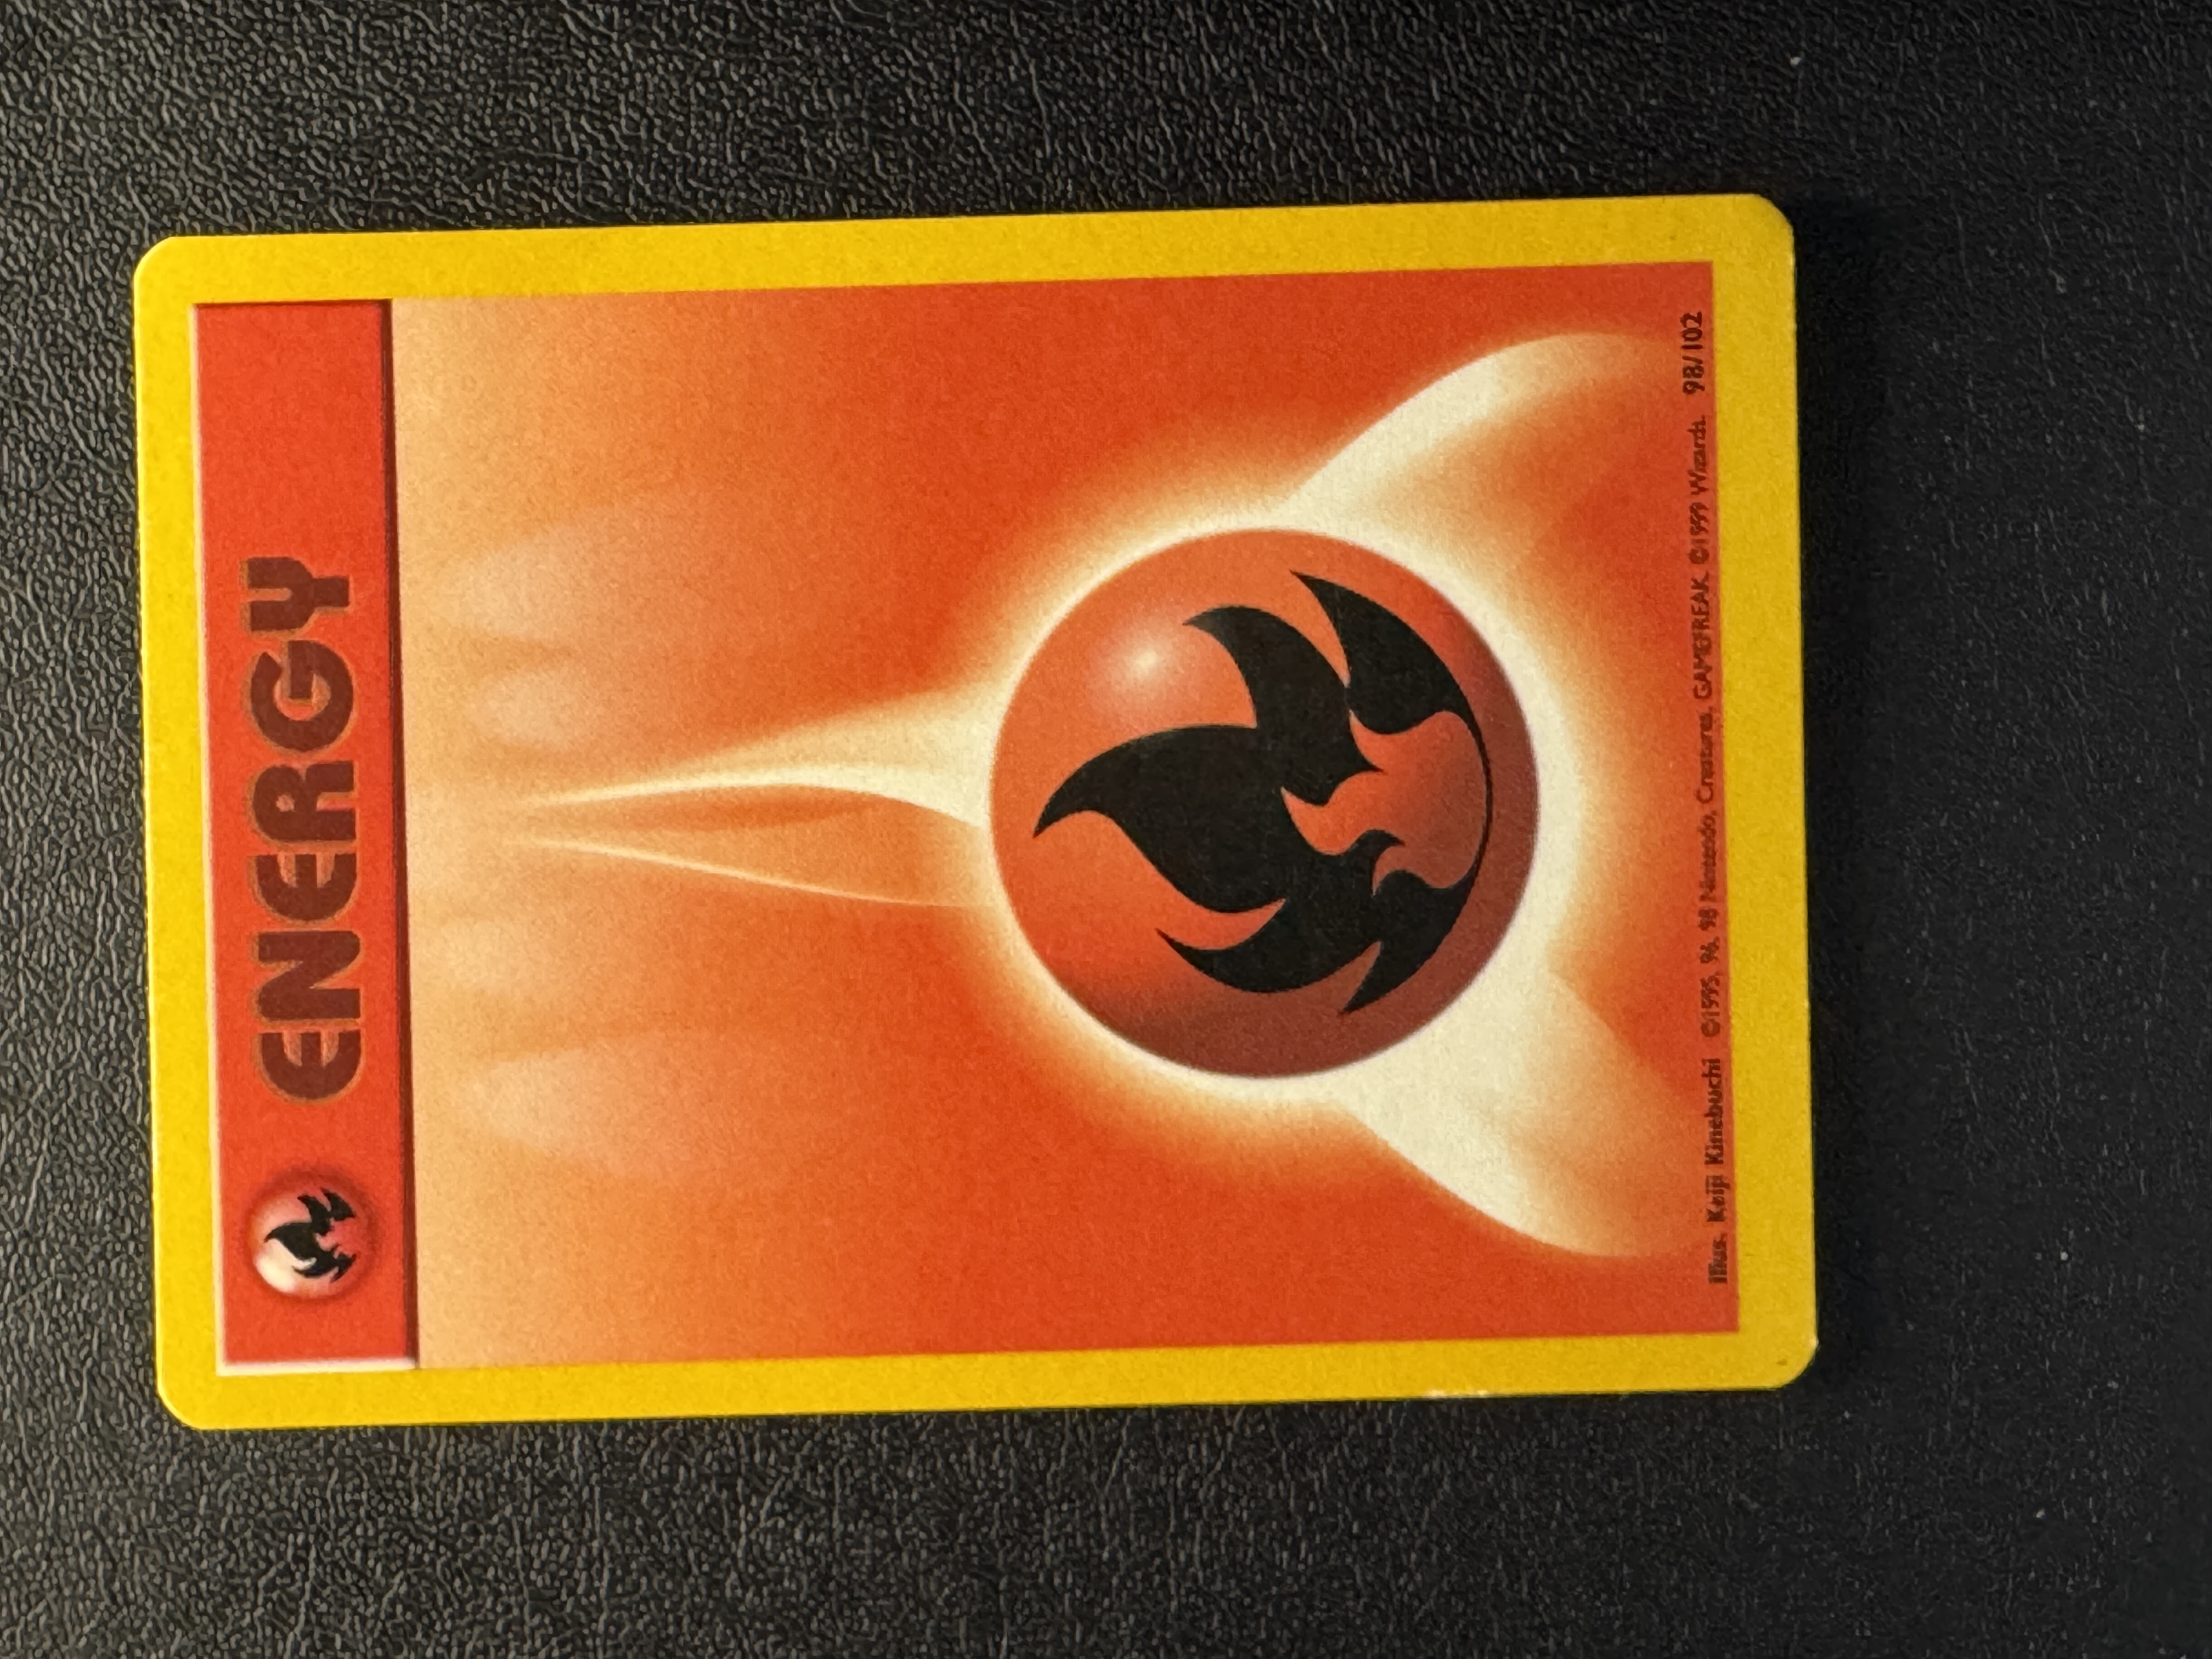 ENERGY
Illus. Keiji Kinebuchi ©1995, 96, 98 Nintendo, Creatures, GAMEFREAK. ©1999 Wizards. 98/102